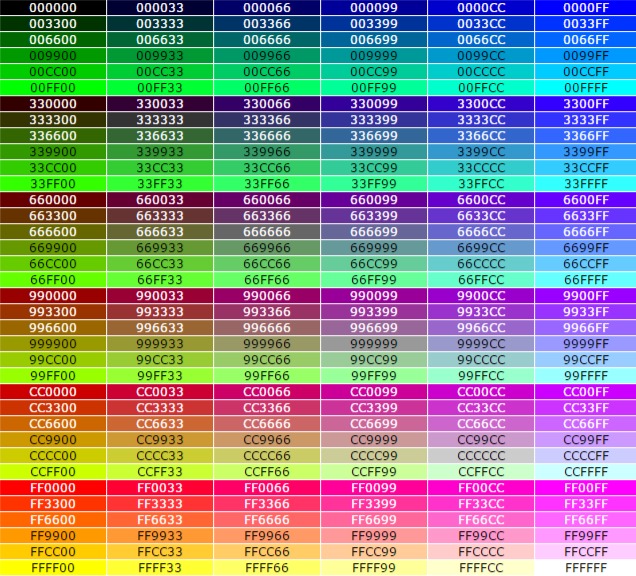 000000 000033 000066 000099 0000CC 0000FF
003300 003333 003366 003399 0033CC 0033FF
006600 006633 006666 006699 0066CC 0066FF
009900 009933 009966 009999 0099CC 0099FF
00CC00 00CC33 00CC66 00CC99 00CCCC 00CCFF
00FF00 00FF33 00FF66 00FF99 00FFCC 00FFFF
330000 330033 330066 330099 3300CC 3300FF
333300 333333 333366 333399 3333CC 3333FF
336600 336633 336666 336699 3366CC 3366FF
339900 339933 339966 339999 3399CC 3399FF
33CC00 33CC33 33CC66 33CC99 33CCCC 33CCFF
33FF00 33FF33 33FF66 33FF99 33FFCC 33FFFF
660000 660033 660066 660099 6600CC 6600FF
663300 663333 663366 663399 6633CC 6633FF
666600 666633 666666 666699 6666CC 6666FF
669900 669933 669966 669999 6699CC 6699FF
66CC00 66CC33 66CC66 66CC99 66CCCC 66CCFF
66FF00 66FF33 66FF66 66FF99 66FFCC 66FFFF
990000 990033 990066 990099 9900CC 9900FF
993300 993333 993366 993399 9933CC 9933FF
996600 996633 996666 996699 9966CC 9966FF
999900 999933 999966 999999 9999CC 9999FF
99CC00 99CC33 99CC66 99CC99 99CCCC 99CCFF
99FF00 99FF33 99FF66 99FF99 99FFCC 99FFFF
CC0000 CC0033 CC0066 CC0099 CC00CC CC00FF
CC3300 CC3333 CC3366 CC3399 CC33CC CC33FF
CC6600 CC6633 CC6666 CC6699 CC66CC CC66FF
CC9900 CC9933 CC9966 CC9999 CC99CC CC99FF
CCCC00 CCCC33 CCCC66 CCCC99 CCCCCC CCCCFF
CCFF00 CCFF33 CCFF66 CCFF99 CCFFCC CCFFFF
FF0000 FF0033 FF0066 FF0099 FF00CC FF00FF
FF3300 FF3333 FF3366 FF3399 FF33CC FF33FF
FF6600 FF6633 FF6666 FF6699 FF66CC FF66FF
FF9900 FF9933 FF9966 FF9999 FF99CC FF99FF
FFCC00 FFCC33 FFCC66 FFCC99 FFCCCC FFCCFF
FFFF00 FFFF33 FFFF66 FFFF99 FFFFCC FFFFFF